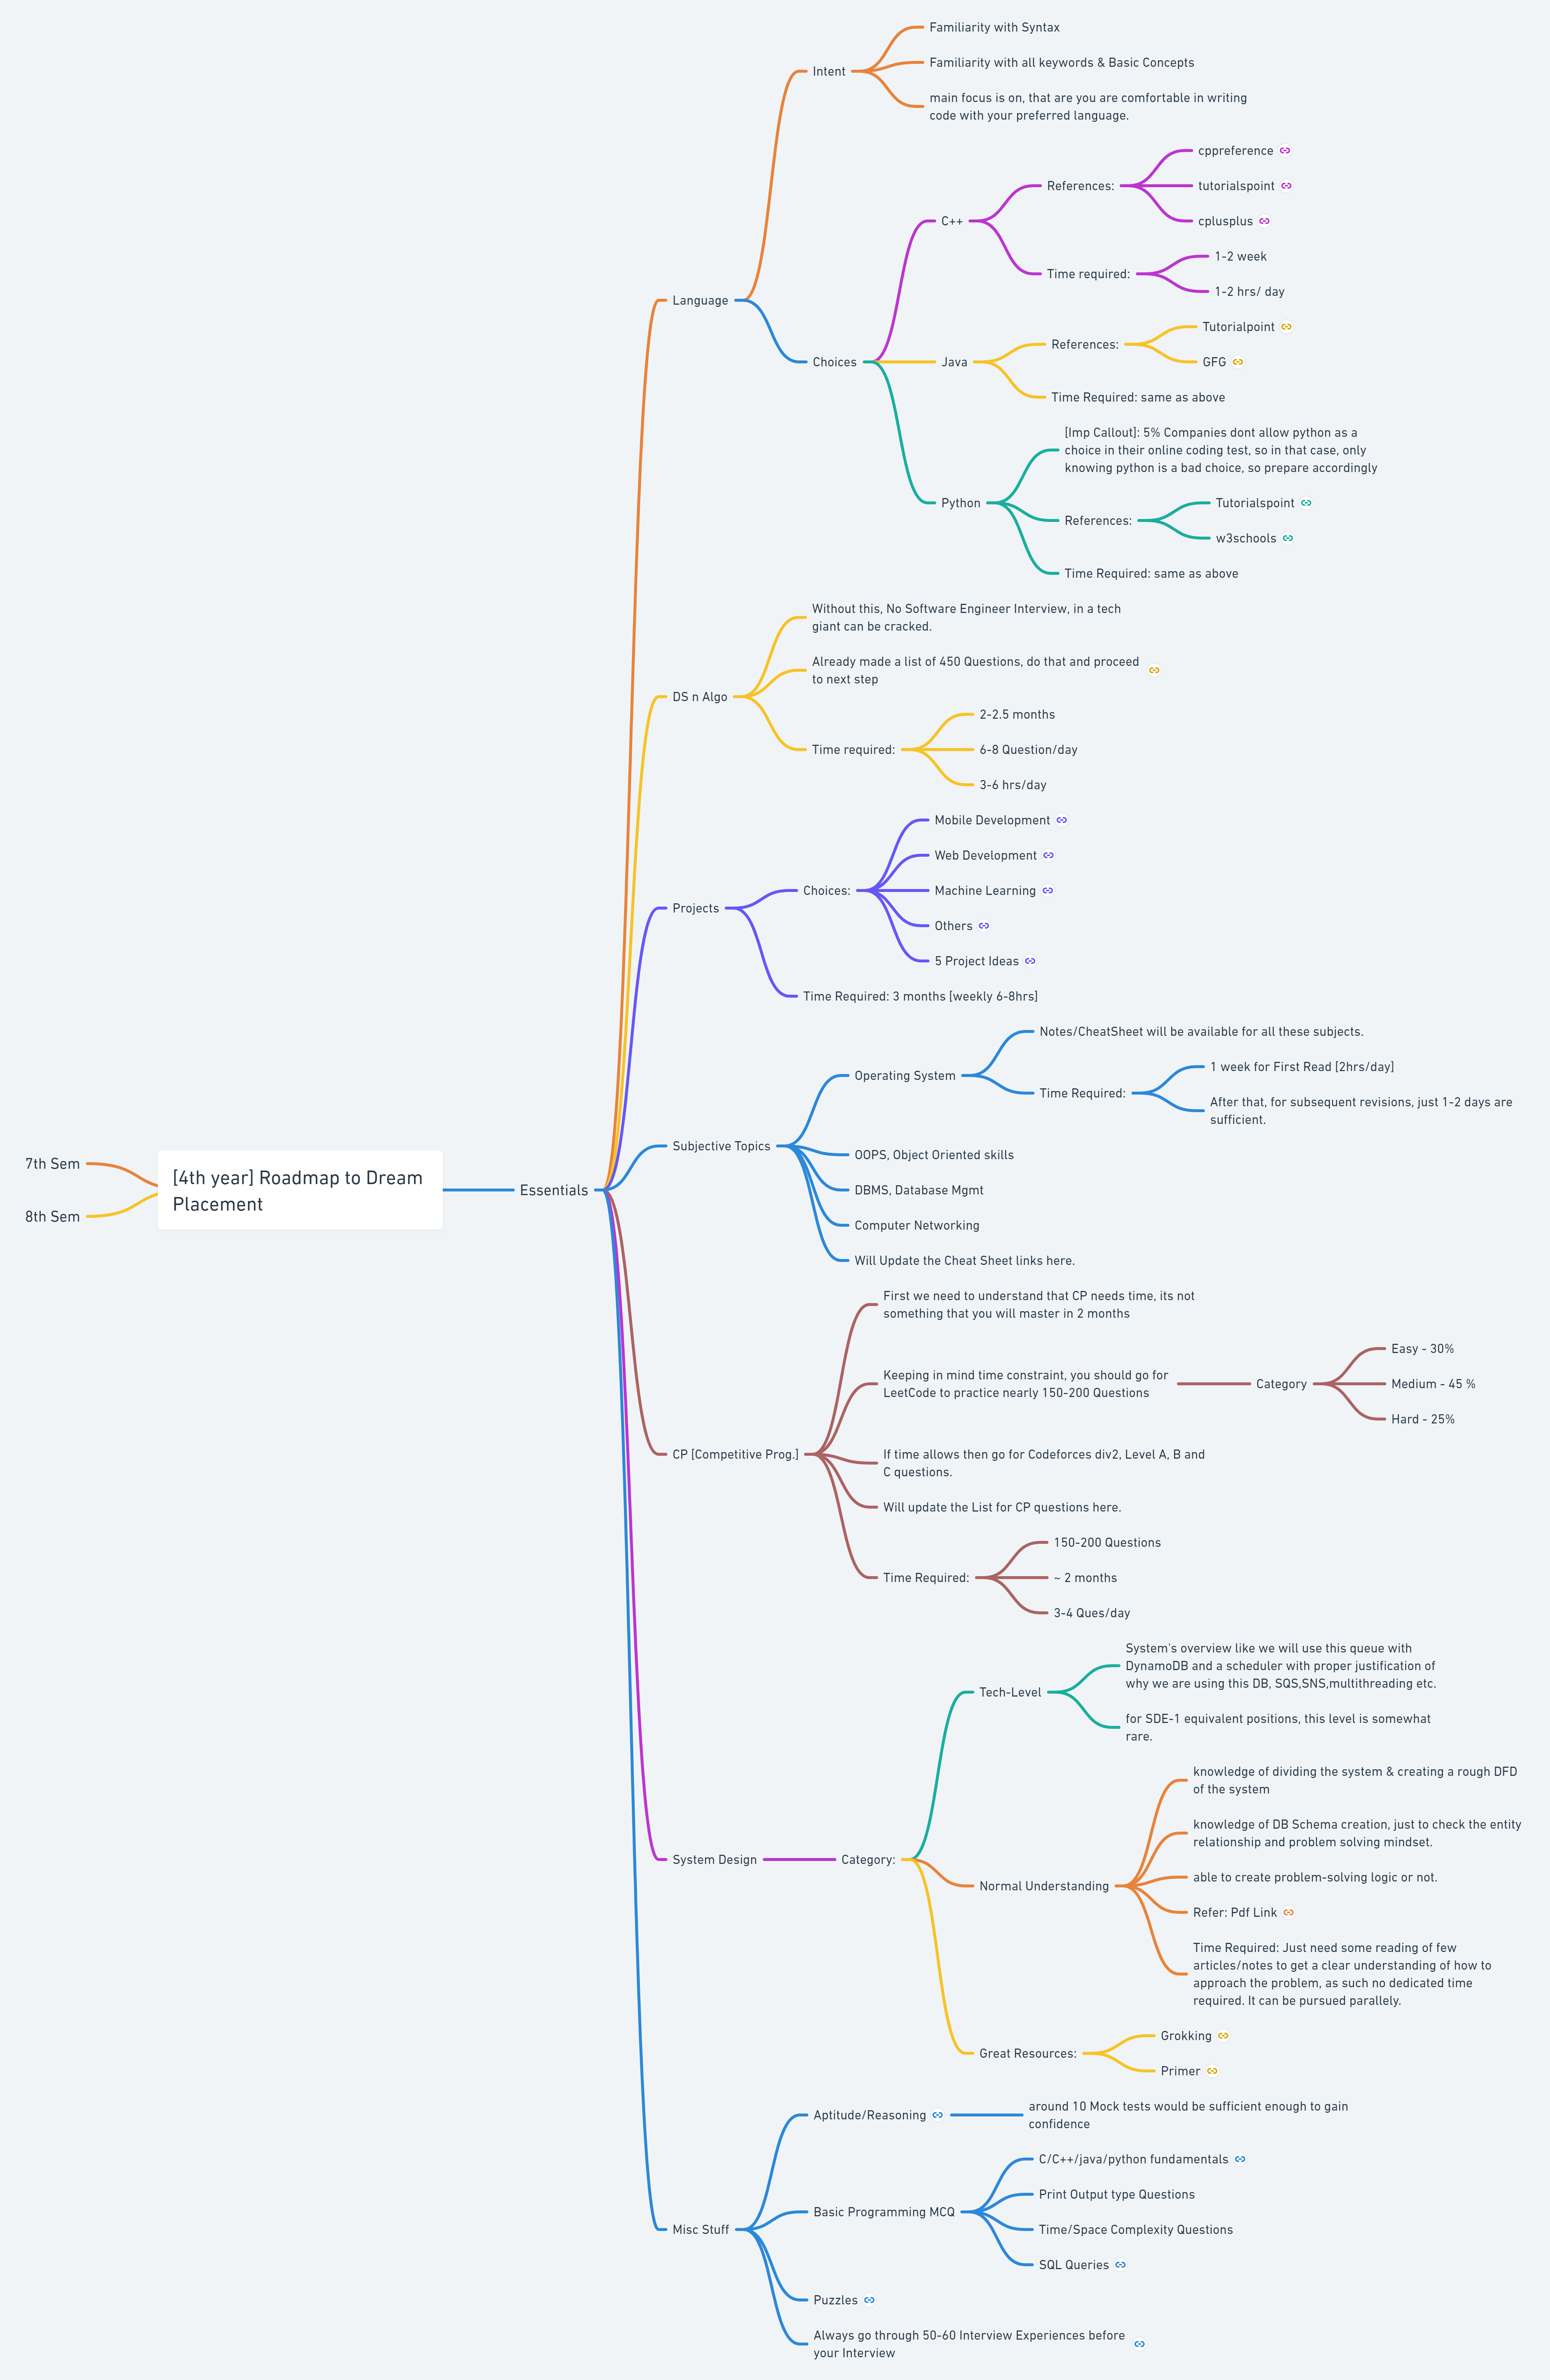 Familiarity with Syntax
Intent
Familiarity with all keywords & Basic Concepts
main focus is on, that are you are comfortable in writing
code with your preferred language.
cppreference
References:
tutorialspoint
C++
cplusplus
Time required:
1-2 week
1-2 hrs/ day
Language
Tutorialpoint
References:
Choices
Java
GFG
Time Required: same as above
[Imp Callout]: 5% Companies dont allow python as a
choice in their online coding test, so in that case, only
knowing python is a bad choice, so prepare accordingly
Python
Tutorialspoint
References:
w3schools
Time Required: same as above
Without this, No Software Engineer Interview, in a tech
giant can be cracked.
Already made a list of 450 Questions, do that and proceed
to next step
DS n Algo
2-2.5 months
Time required:
6-8 Question/day
3-6 hrs/day
Mobile Development
Web Development
Choices:
Machine Learning
Projects
Others
5 Project Ideas
Time Required: 3 months [weekly 6-8hrs]
Notes/CheatSheet will be available for all these subjects.
Operating System
1 week for First Read [2hrs/day]
Time Required:
After that, for subsequent revisions, just 1-2 days are
sufficient.
Subjective Topics
OOPS, Object Oriented skills
7th Sem
[4th year] Roadmap to Dream
Placement
8th Sem
Essentials
DBMS, Database Mgmt
Computer Networking
Will Update the Cheat Sheet links here.
First we need to understand that CP needs time, its not
something that you will master in 2 months
Easy - 30%
Keeping in mind time constraint, you should go for
LeetCode to practice nearly 150-200 Questions
Category
Medium - 45 %
Hard - 25%
CP [Competitive Prog.]
If time allows then go for Codeforces div2, Level A, B and
C questions.
Will update the List for CP questions here.
150-200 Questions
Time Required:
~ 2 months
3-4 Ques/day
System's overview like we will use this queue with
DynamoDB and a scheduler with proper justification of
why we are using this DB, SQS,SNS,multithreading etc.
Tech-Level
for SDE-1 equivalent positions, this level is somewhat
rare.
knowledge of dividing the system & creating a rough DFD
of the system
knowledge of DB Schema creation, just to check the entity
relationship and problem solving mindset.
System Design
Category:
Normal Understanding
able to create problem-solving logic or not.
Refer: Pdf Link
Time Required: Just need some reading of few
articles/notes to get a clear understanding of how to
approach the problem, as such no dedicated time
required. It can be pursued parallely.
Grokking
Great Resources:
Primer
Aptitude/Reasoning
around 10 Mock tests would be sufficient enough to gain
confidence
C/C++/java/python fundamentals
Print Output type Questions
Basic Programming MCQ
Misc Stuff
Time/Space Complexity Questions
SQL Queries
Puzzles
Always go through 50-60 Interview Experiences before
your Interview